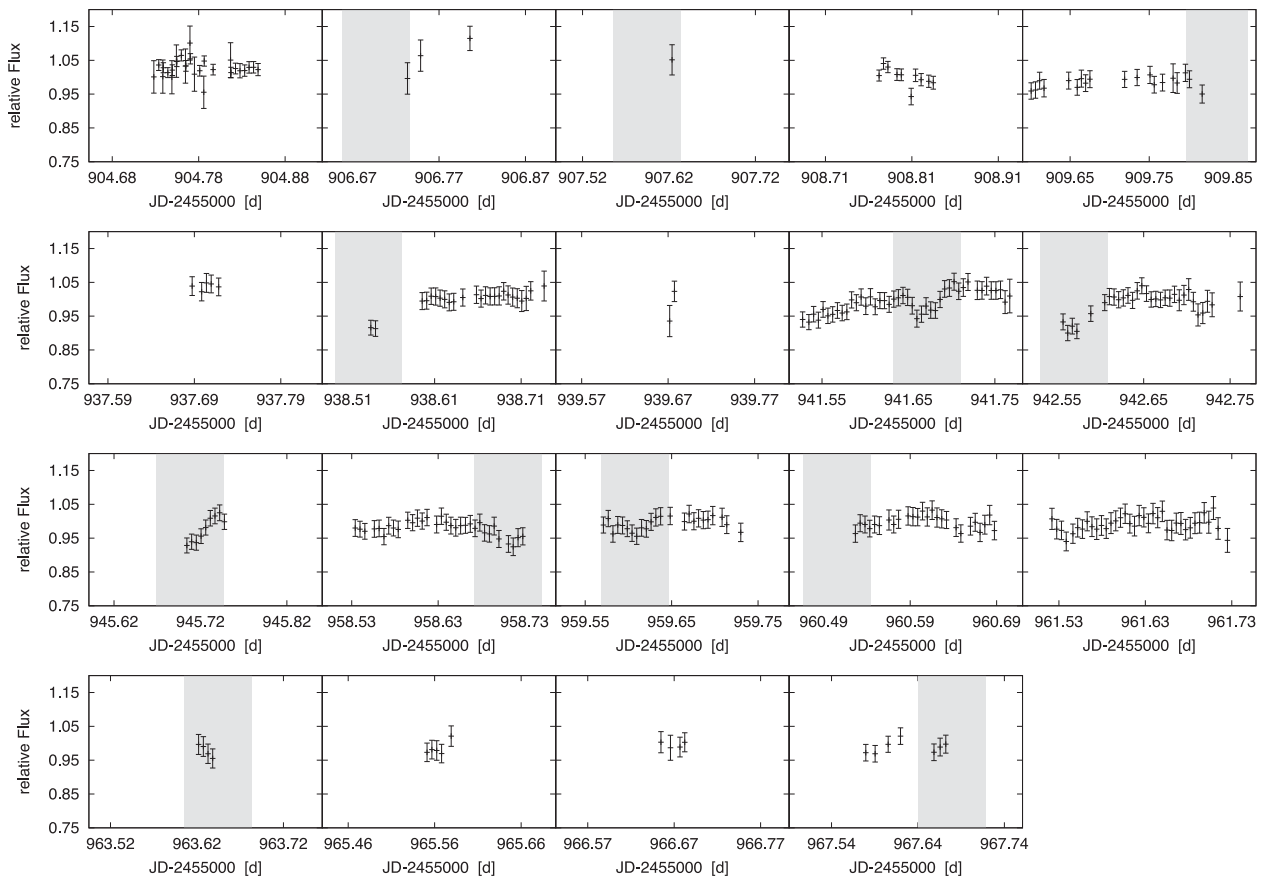 1.15
1.05
0.95
0.75
relative Flux
904.68 904.78 904.88 906.67 906.77 906.87 907.52 907.62 907.72 908.71 908.81 908.91 909.65 909.75 909.85
JD-2455000 [d] JD-2455000 [d] JD-2455000 [d] JD-2455000 [d] JD-2455000 [d]
1.15
1.05
0.95
0.85
0.75
relative Flux
937.59 937.69 937.79 938.51 938.61 938.71 939.57 939.67 939.77 941.55 941.65 941.75 942.55 942.65 942.75
JD-2455000 [d] JD-2455000 [d] JD-2455000 [d] JD-2455000 [d] JD-2455000 [d]
1.15
1.05
0.95
0.85
0.75
relative Flux
945.62 945.72 945.82 958.53 958.63 958.73 959.55 959.65 959.75 960.49 960.59 960.69 961.53 961.63 961.73
JD-2455000 [d] JD-2455000 [d] JD-2455000 [d] JD-2455000 [d] JD-2455000 [d]
1.15
1.05
0.95
0.85
0.75
relative Flux
963.52 963.62 963.72 965.46 965.56 965.66 966.57 966.67 966.77 967.54 967.64 967.74
JD-2455000 [d] JD-2455000 [d] JD-2455000 [d] JD-2455000 [d]